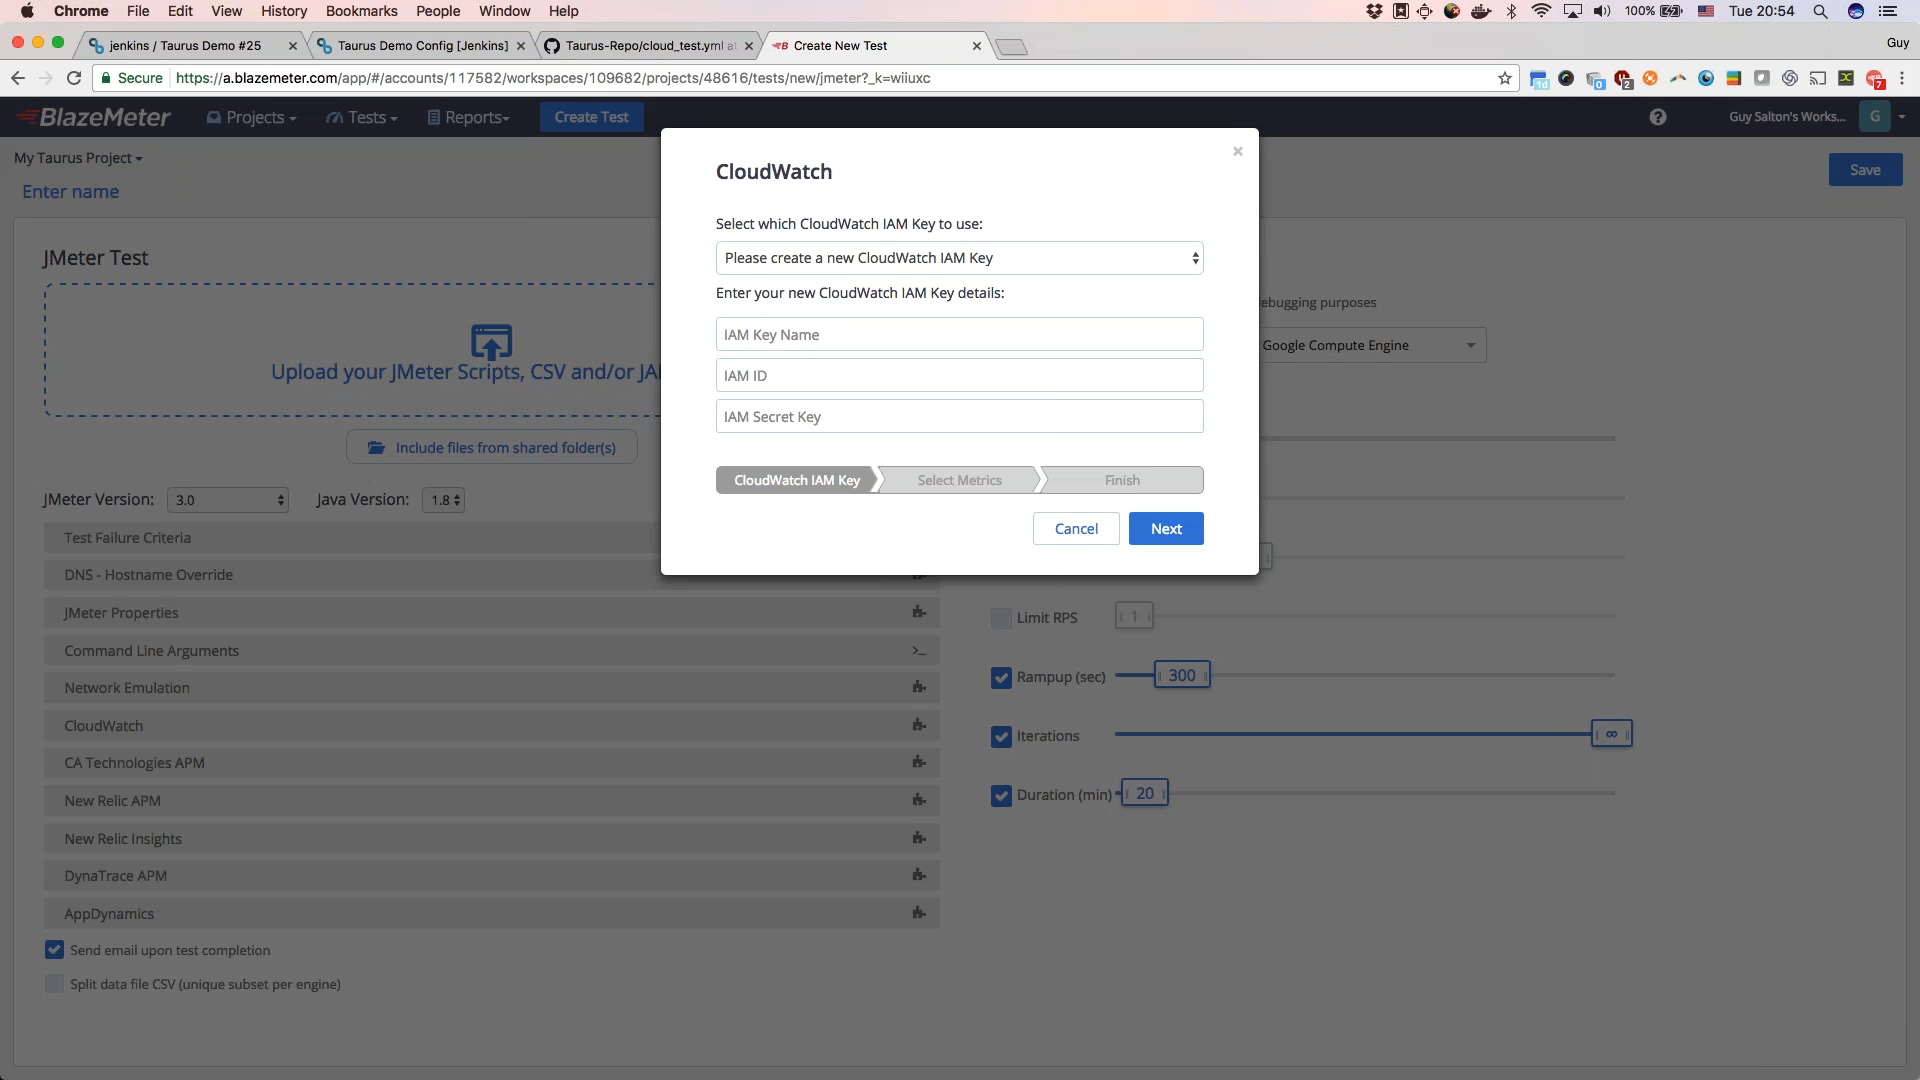 Chrome File Edit View History Bookmarks People Window Help 100% Tue 20:54
jenkins / Taurus Demo #25 Taurus Demo Config [Jenkins] Taurus-Repo/cloud_test.yml at Create New Test Guy
Secure https://a.blazemeter.com/app/#/accounts/117582/workspaces/109682/projects/48616/tests/new/jmeter?_k=wiiuxc
BlazeMeter Projects Tests Reports Create Test Guy Salton's Works... G
My Taurus Project
Enter name
Save
CloudWatch
Select which CloudWatch IAM Key to use:
Please create a new CloudWatch IAM Key
Enter your new CloudWatch IAM Key details:
IAM Key Name
IAM ID
IAM Secret Key
CloudWatch IAM Key Select Metrics Finish
Cancel Next
JMeter Test
Upload your JMeter Scripts, CSV and/or JA
Include files from shared folder(s)
JMeter Version: 3.0 Java Version: 1.8
Test Failure Criteria
DNS - Hostname Override
JMeter Properties
Command Line Arguments >_
Network Emulation
CloudWatch
CA Technologies APM
New Relic APM
New Relic Insights
DynaTrace APM
AppDynamics
Send email upon test completion
Split data file CSV (unique subset per engine)
ebugging purposes
Google Compute Engine
Limit RPS 1
Rampup (sec) 300
Iterations ∞
Duration (min) 20